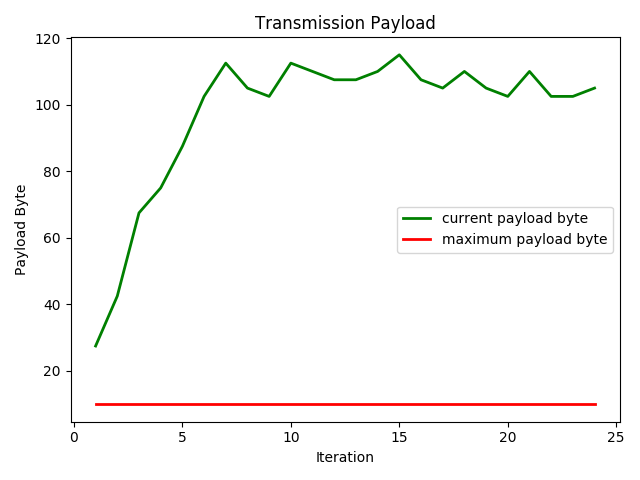 Transmission Payload
120
100
80
60
40
20
Payload Byte
current payload byte
maximum payload byte
0 5 10 15 20 25
Iteration